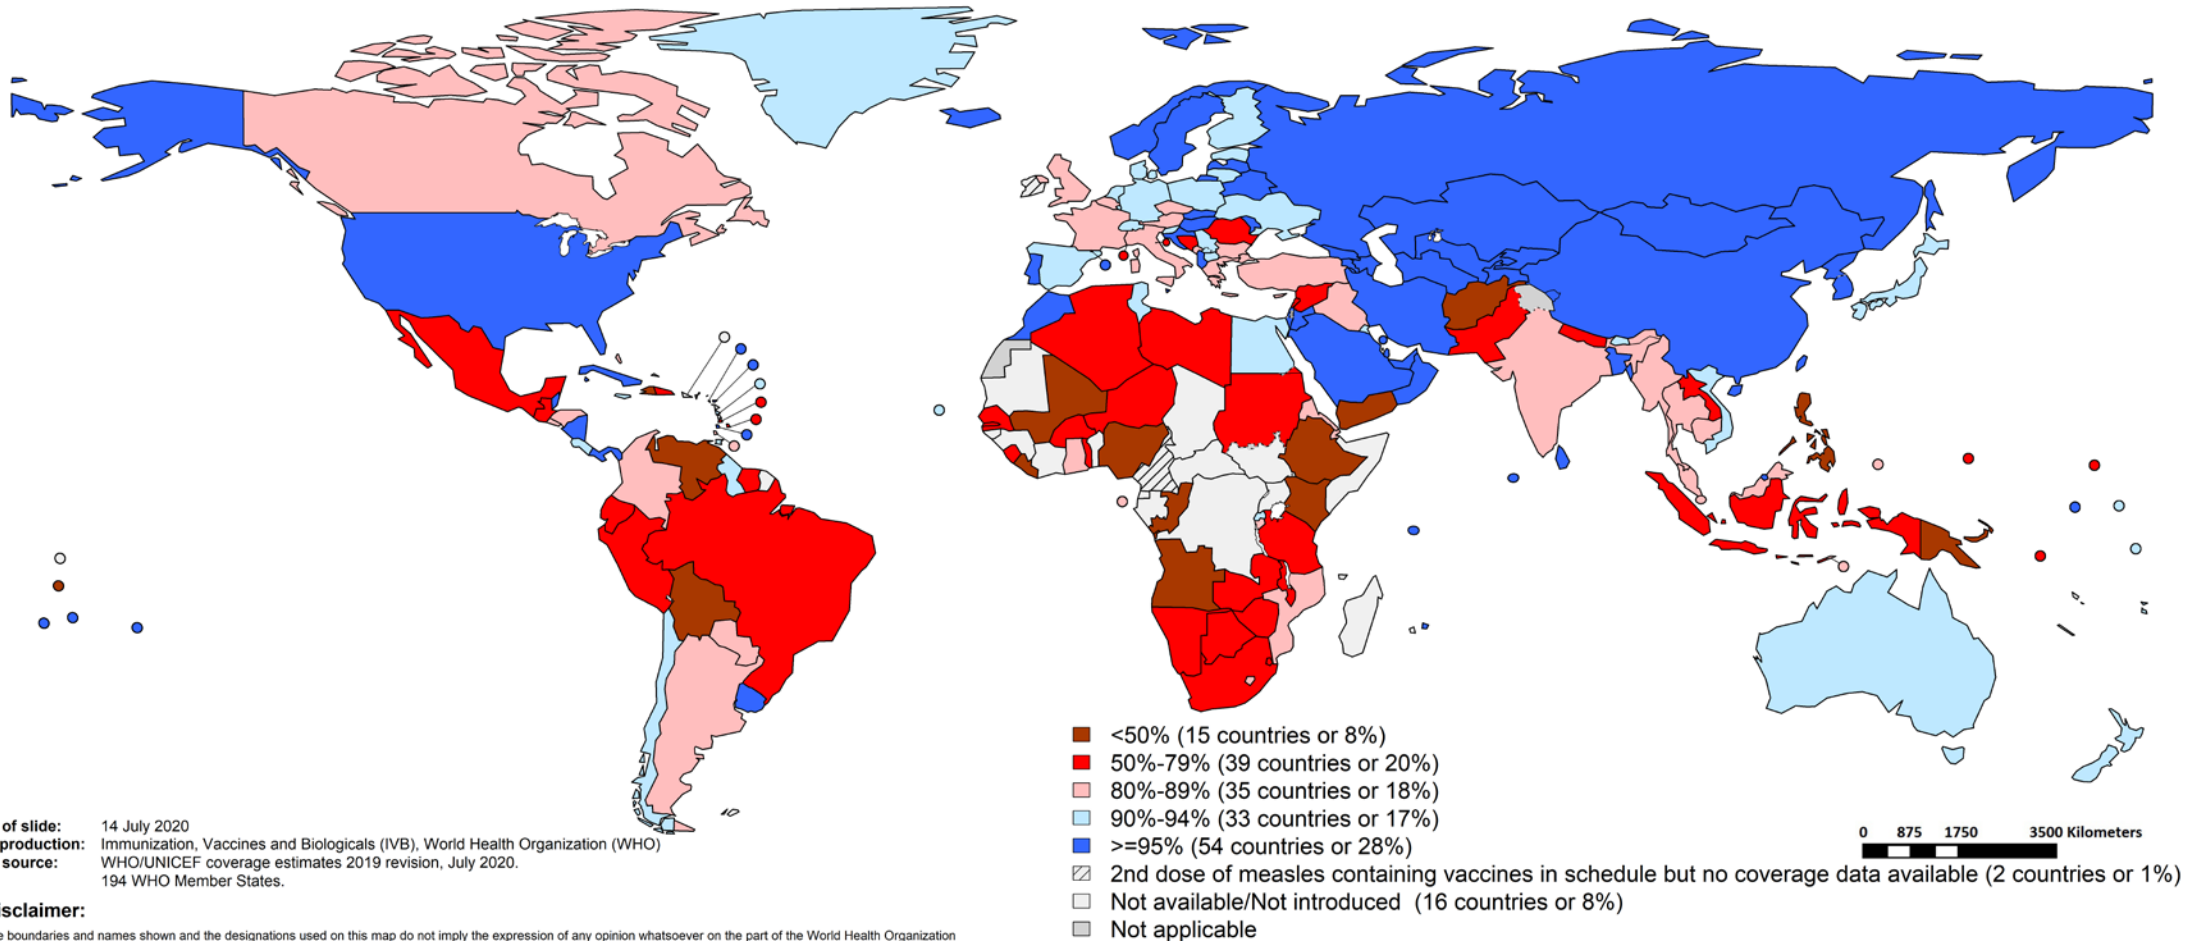 <50% (15 countries or 8%)
50%-79% (39 countries or 20%)
80%-89% (35 countries or 18%)
90%-94% (33 countries or 17%)
>=95% (54 countries or 28%)
2nd dose of measles containing vaccines in schedule but no coverage data available (2 countries or 1%)
Not available/Not introduced (16 countries or 8%)
Not applicable
0 875 1750 3500 Kilometers
of slide: 14 July 2020
production: Immunization, Vaccines and Biologicals (IVB), World Health Organization (WHO)
source: WHO/UNICEF coverage estimates 2019 revision, July 2020.
194 WHO Member States.
isclaimer:
e boundaries and names shown and the designations used on this map do not imply the expression of any opinion whatsoever on the part of the World Health Organization